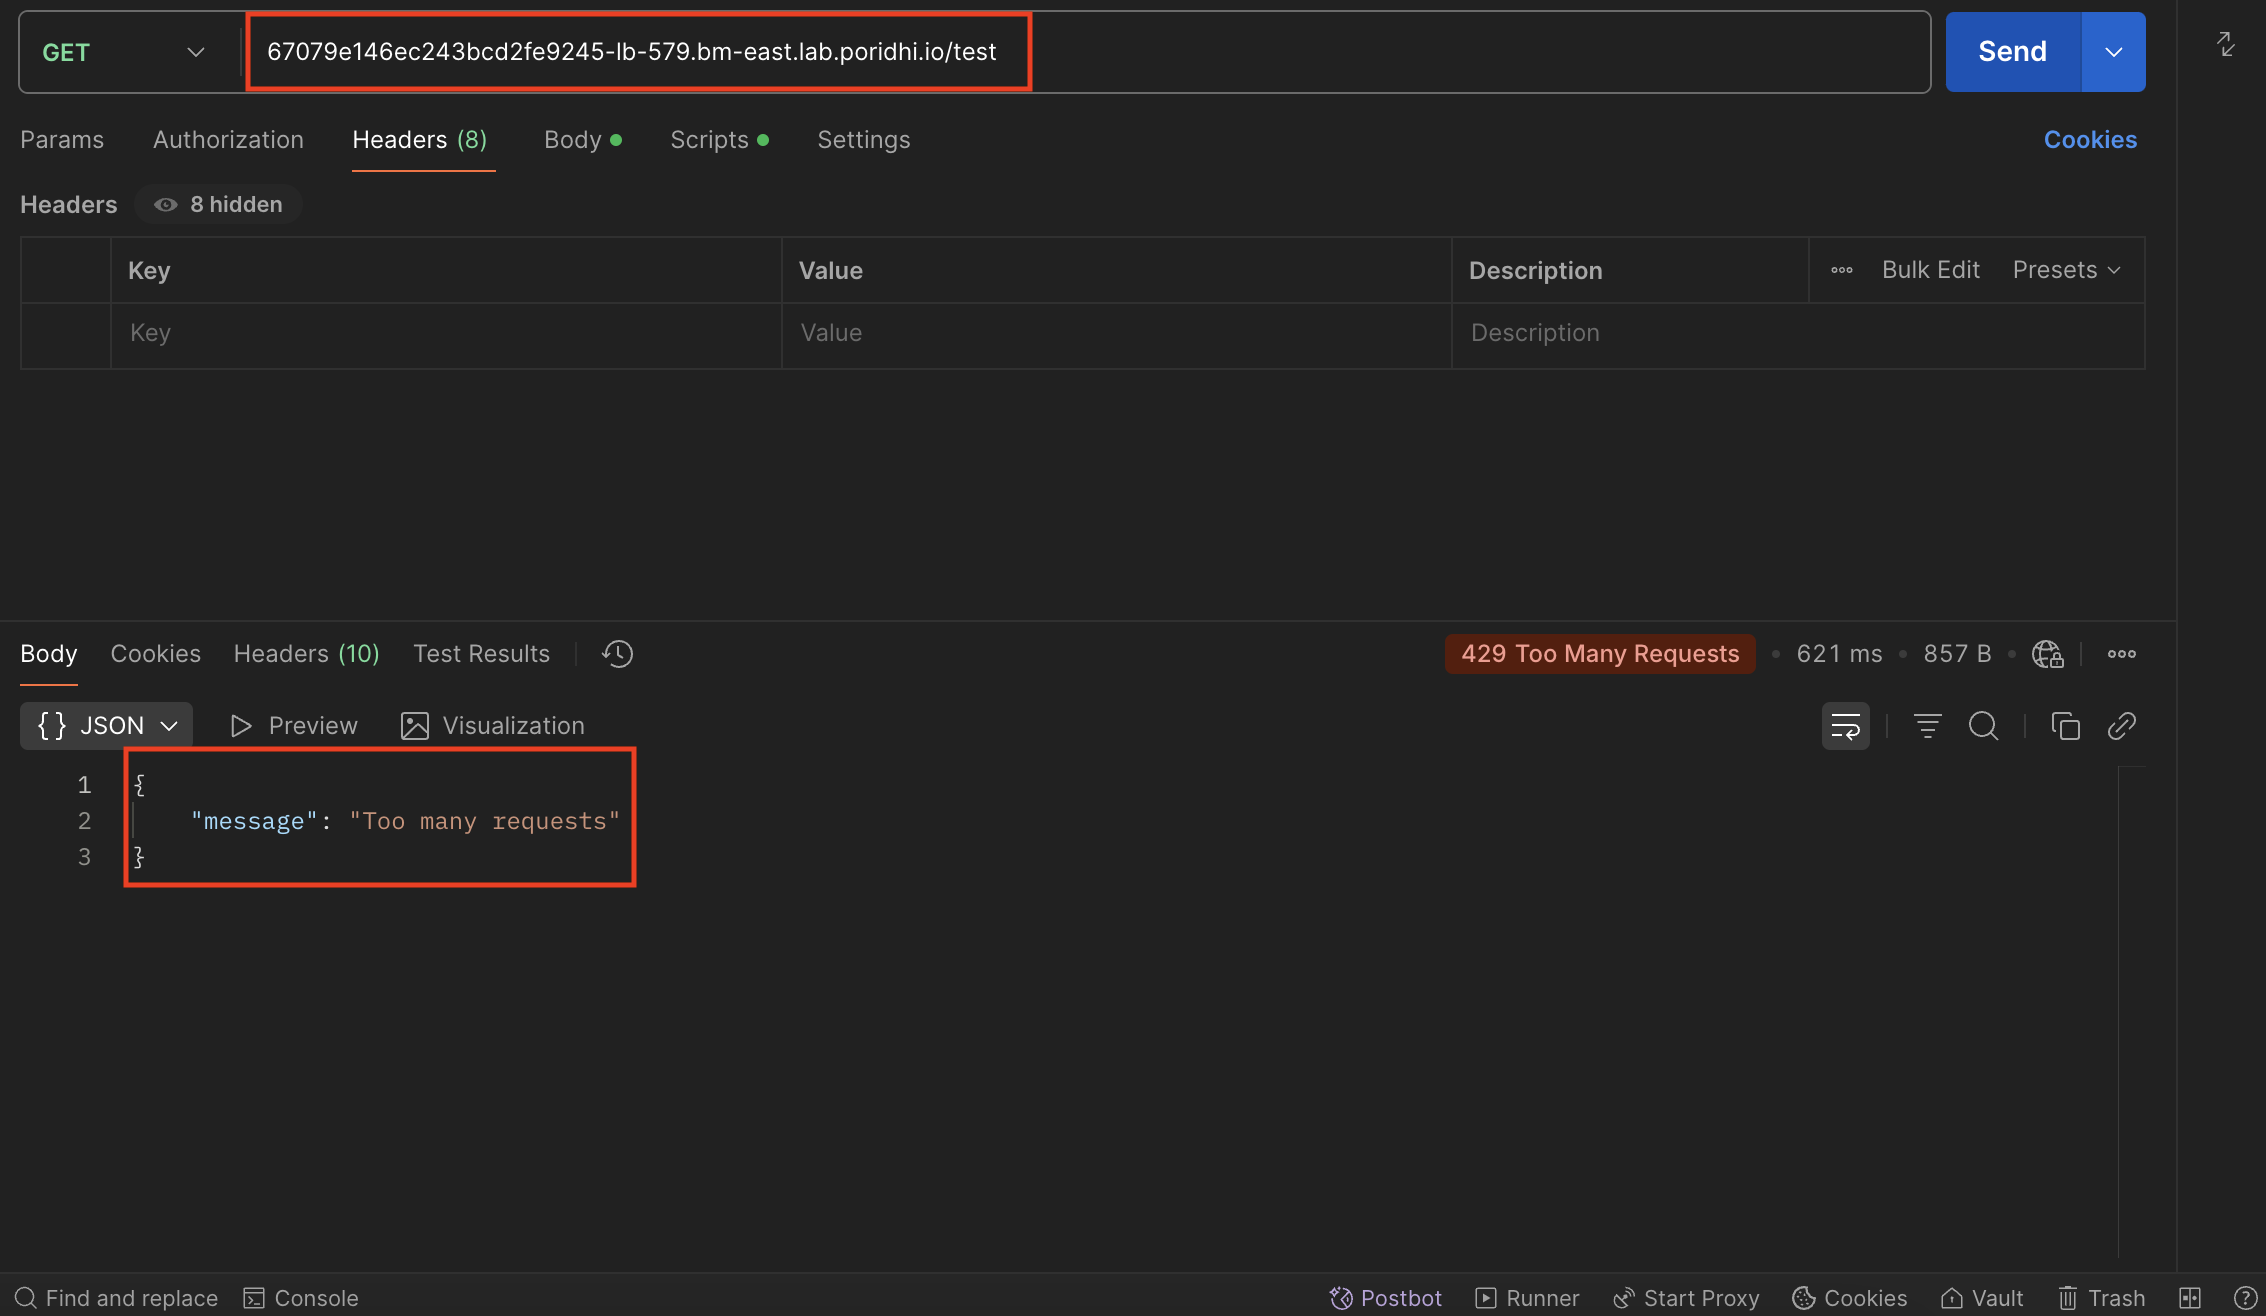 GET 67079e146ec243bcd2fe9245-lb-579.bm-east.lab.poridhi.io/test Send
Params Authorization Headers (8) Body Scripts Settings Cookies
Headers 8 hidden
Key Value Description Bulk Edit Presets
Key Value Description
Body Cookies Headers (10) Test Results 429 Too Many Requests 621 ms 857 B
{} JSON Preview Visualization
1 {
2 "message": "Too many requests"
3 }
Find and replace Console Postbot Runner Start Proxy Cookies Vault Trash